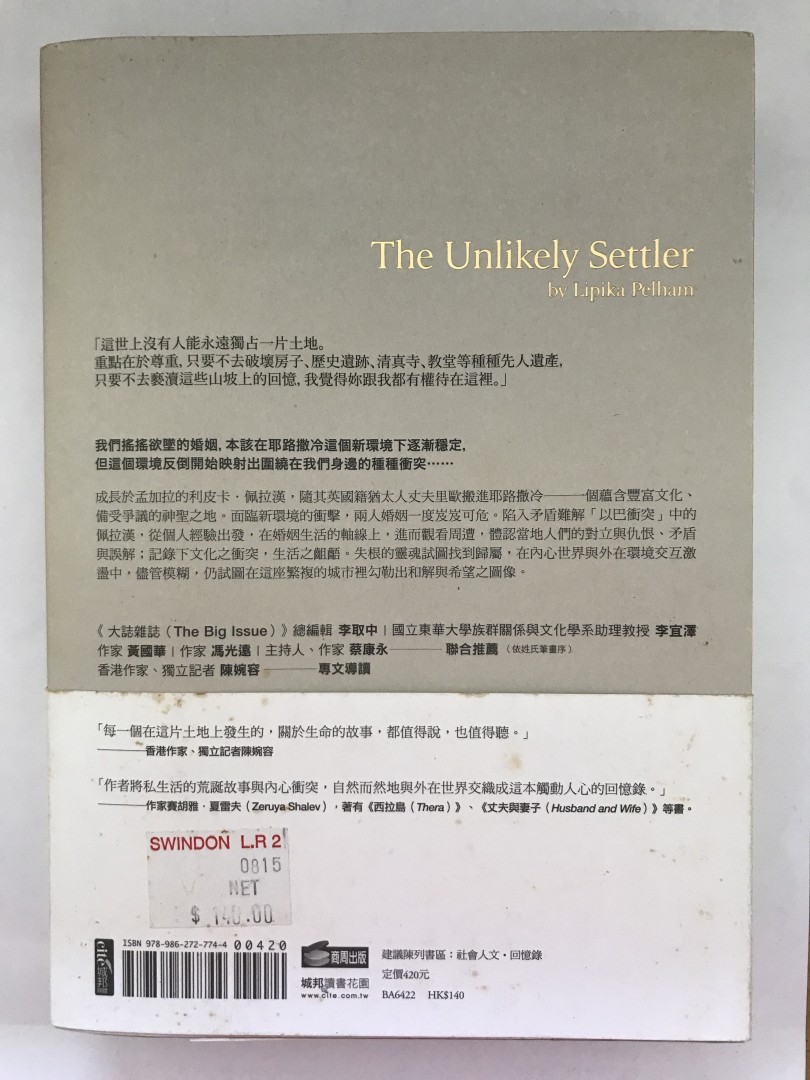 The Unlikely Settler
by Lipika Pelham
「這世上沒有人能永遠獨占一片土地。
重點在於尊重,只要不去破壞房子、歷史遺跡、清真寺、教堂等種種先人遺產,
只要不去褻瀆這些山坡上的回憶,我覺得妳跟我都有權待在這裡。」
我們搖搖欲墜的婚姻,本該在耶路撒冷這個新環境下逐漸穩定,
但這個環境反倒開始映射出圍繞在我們身邊的種種衝突……
成長於孟加拉的利皮卡．佩拉漢,隨其英國籍猶太人丈夫里歐搬進耶路撒冷———一個蘊含豐富文化、
備受爭議的神聖之地。面臨新環境的衝擊,兩人婚姻一度岌岌可危。陷入矛盾難解「以巴衝突」中的
佩拉漢,從個人經驗出發,在婚姻生活的軸線上,進而觀看周遭,體認當地人們的對立與仇恨、矛盾
與誤解;記錄下文化之衝突,生活之齟齬。失根的靈魂試圖找到歸屬,在內心世界與外在環境交互激
盪中,儘管模糊,仍試圖在這座繁複的城市裡勾勒出和解與希望之圖像。
《大誌雜誌(The Big Issue)》總編輯 李取中 | 國立東華大學族群關係與文化學系助理教授 李宜澤
作家 黃國華 | 作家 馮光遠 | 主持人、作家 蔡康永———聯合推薦(依姓氏筆畫序)
香港作家、獨立記者 陳婉容———專文導讀
「每一個在這片土地上發生的,關於生命的故事,都值得說,也值得聽。」
———香港作家、獨立記者陳婉容
「作者將私生活的荒誕故事與內心衝突,自然而然地與外在世界交織成這本觸動人心的回憶錄。」
———作家賽胡雅．夏雷夫(Zeruya Shalev),著有《西拉島(Thera)》、《丈夫與妻子(Husband and Wife)》等書。
SWINDON L.R 2
0815
NET
$ 140.00
cité城邦
ISBN 978-986-272-774-4
00420
商周出版
城邦讀書花園
www.cite.com.tw
建議陳列書區:社會人文・回憶錄
定價420元
BA6422 HK$140